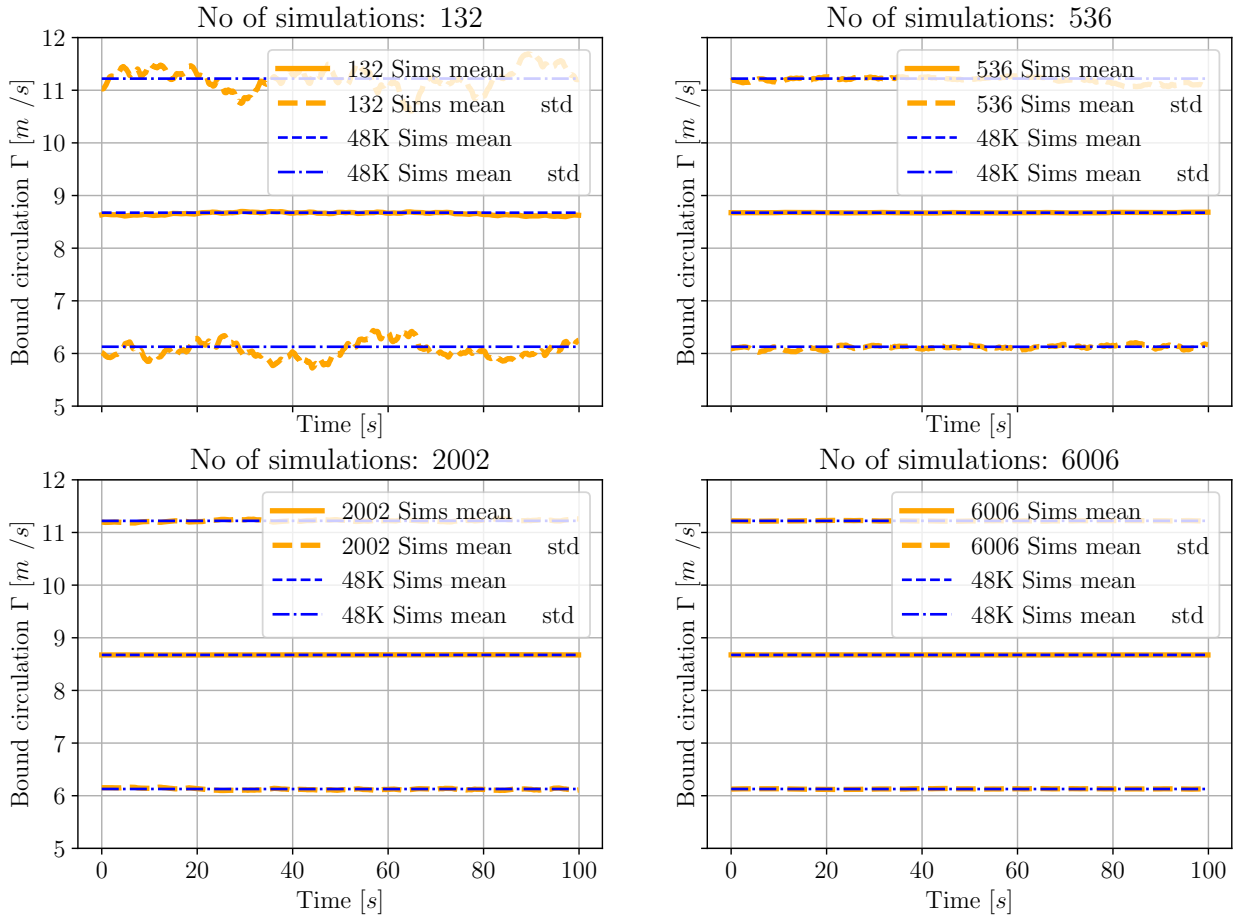 No of simulations: 132
12
11
10
9
8
7
6
5
Bound circulation Γ [m /s]
132 Sims mean
132 Sims mean std
48K Sims mean
48K Sims mean std
Time [s]
No of simulations: 536
Bound circulation Γ [m /s]
536 Sims mean
536 Sims mean std
48K Sims mean
48K Sims mean std
Time [s]
No of simulations: 2002
12
11
10
9
8
7
6
5
Bound circulation Γ [m /s]
2002 Sims mean
2002 Sims mean std
48K Sims mean
48K Sims mean std
0 20 40 60 80 100
Time [s]
No of simulations: 6006
Bound circulation Γ [m /s]
6006 Sims mean
6006 Sims mean std
48K Sims mean
48K Sims mean std
0 20 40 60 80 100
Time [s]